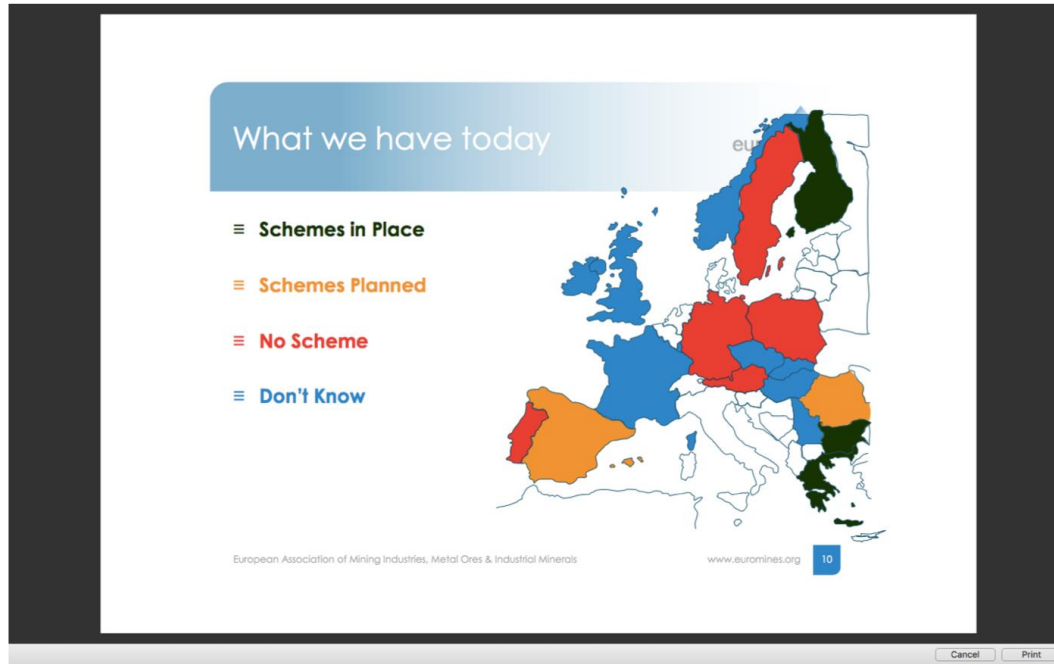 What we have today
eu
≡ Schemes in Place
≡ Schemes Planned
≡ No Scheme
≡ Don't Know
European Association of Mining Industries, Metal Ores & Industrial Minerals
www.euromines.org
10
Cancel
Print